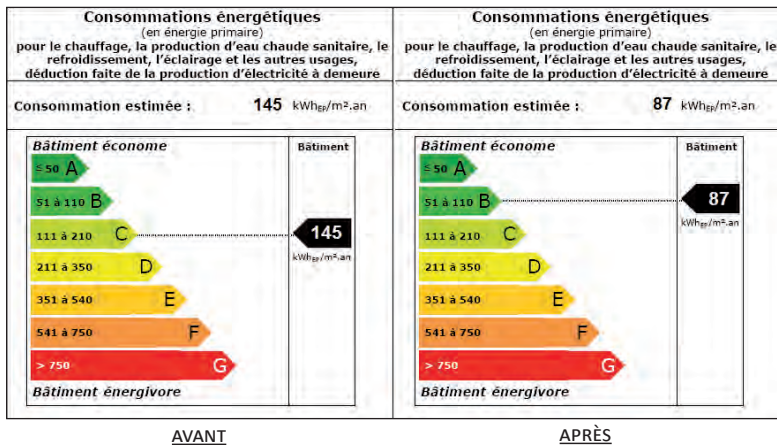 Consommations énergétiques
(en énergie primaire)
pour le chauffage, la production d'eau chaude sanitaire, le
refroidissement, l'éclairage et les autres usages,
déduction faite de la production d'électricité à demeure
Consommation estimée : 145 kWhEP/m².an
Bâtiment économe
Bâtiment
≤ 50 A
51 à 110 B
111 à 210 C
145
kWhEP/m².an
211 à 350 D
351 à 540 E
541 à 750 F
> 750 G
Bâtiment énergivore
AVANT
Consommations énergétiques
(en énergie primaire)
pour le chauffage, la production d'eau chaude sanitaire, le
refroidissement, l'éclairage et les autres usages,
déduction faite de la production d'électricité à demeure
Consommation estimée : 87 kWhEP/m².an
Bâtiment économe
Bâtiment
≤ 50 A
51 à 110 B
87
kWhEP/m².an
111 à 210 C
211 à 350 D
351 à 540 E
541 à 750 F
> 750 G
Bâtiment énergivore
APRÈS